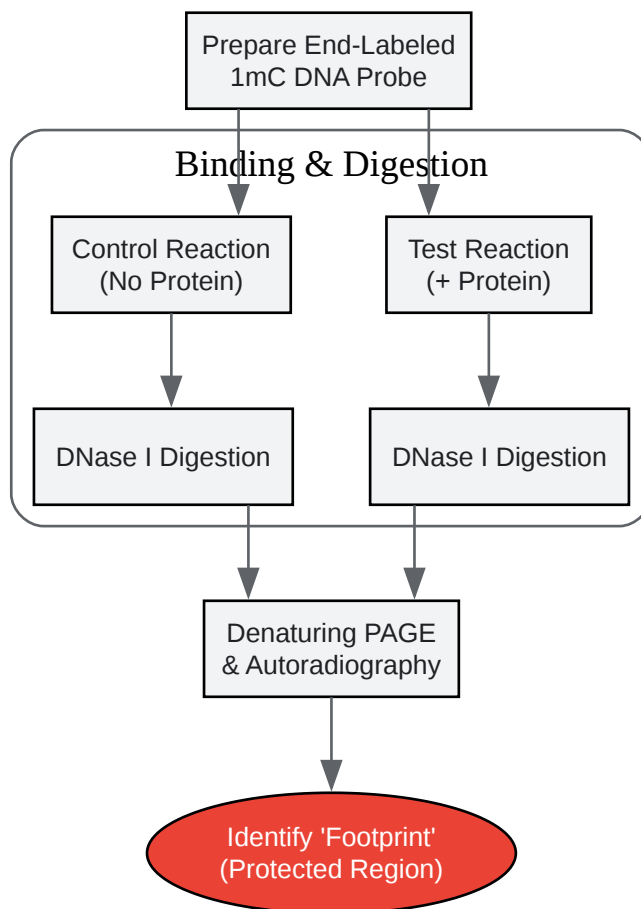 Prepare End-Labeled
1mC DNA Probe
Binding & Digestion
Control Reaction
(No Protein)
Test Reaction
(+ Protein)
DNase I Digestion
DNase I Digestion
Denaturing PAGE
& Autoradiography
Identify 'Footprint'
(Protected Region)